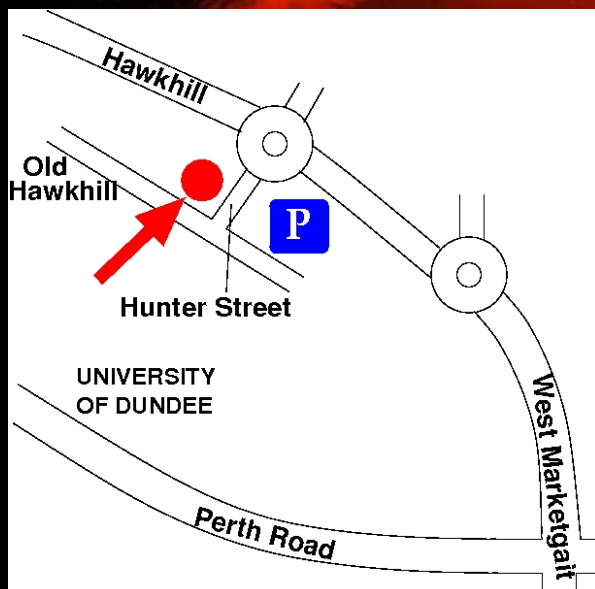 Hawkhill
Old
Hawkhill
P
Hunter Street
UNIVERSITY
OF DUNDEE
West Marketgait
Perth Road